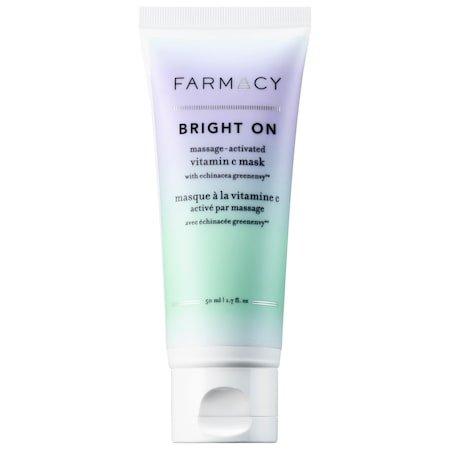 FARMACY
BRIGHT ON
massage-activated
vitamin c mask
with echinacea greenenvy™
masque à la vitamine c
activé par massage
avec échinacée greenenvy™
50 ml | 1.7 fl. oz